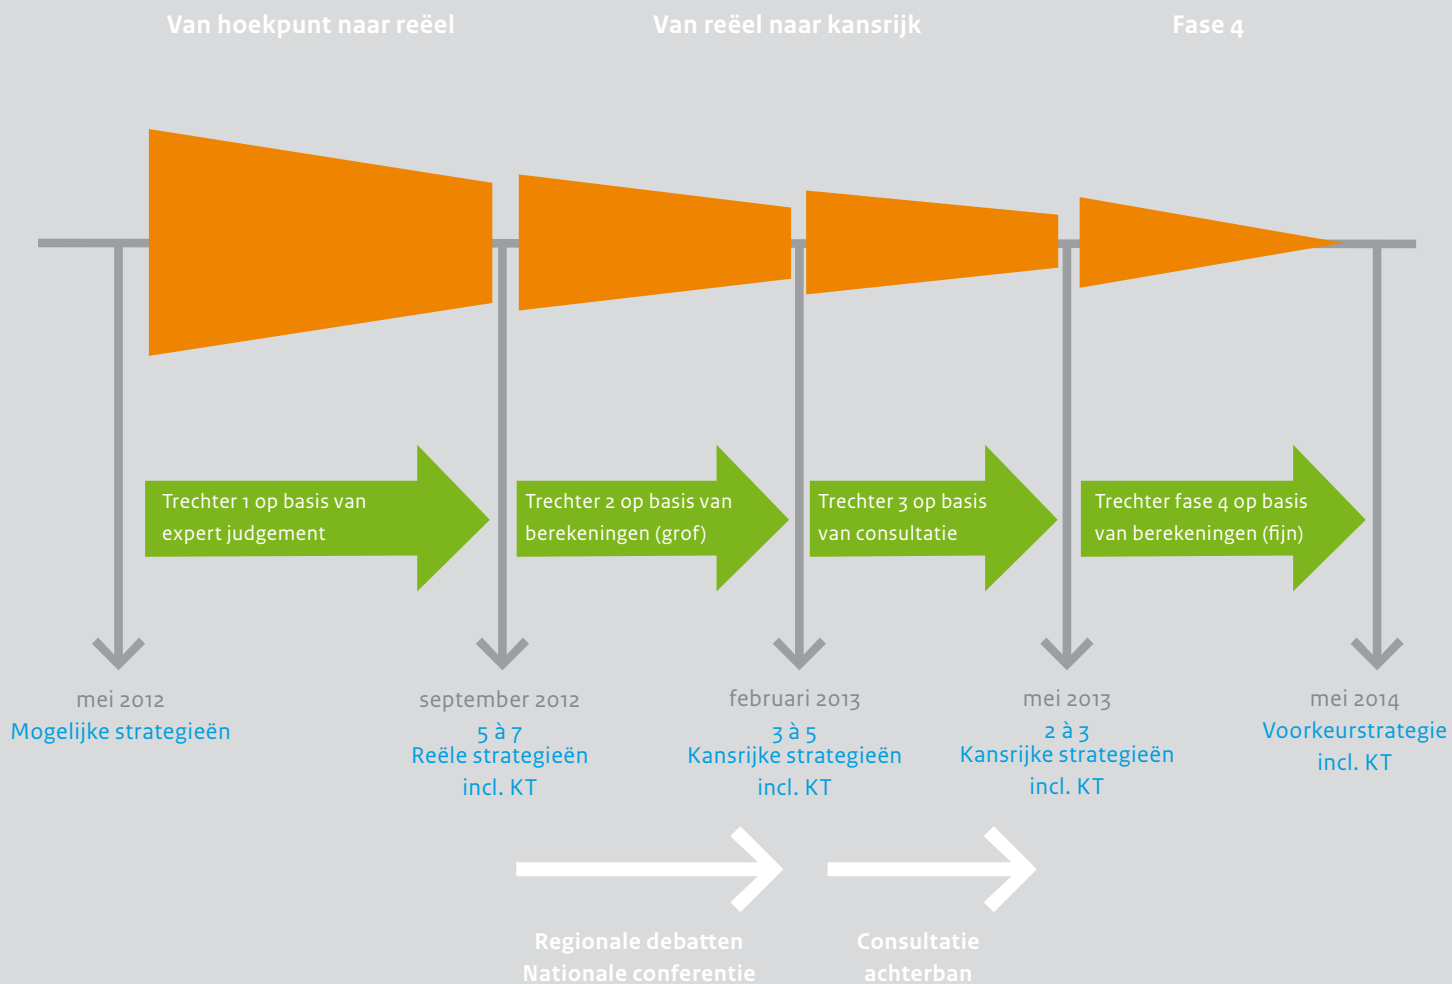 Van hoekpunt naar reëel
Van reëel naar kansrijk
Fase 4
Trechter 1 op basis van
expert judgement
Trechter 2 op basis van
berekeningen (grof)
Trechter 3 op basis
van consultatie
Trechter fase 4 op basis
van berekeningen (fijn)
mei 2012
Mogelijke strategieën
september 2012
5 à 7
Reële strategieën
incl. KT
februari 2013
3 à 5
Kansrijke strategieën
incl. KT
mei 2013
2 à 3
Kansrijke strategieën
incl. KT
mei 2014
Voorkeurstrategie
incl. KT
Regionale debatten
Nationale conferentie
Consultatie
achterban